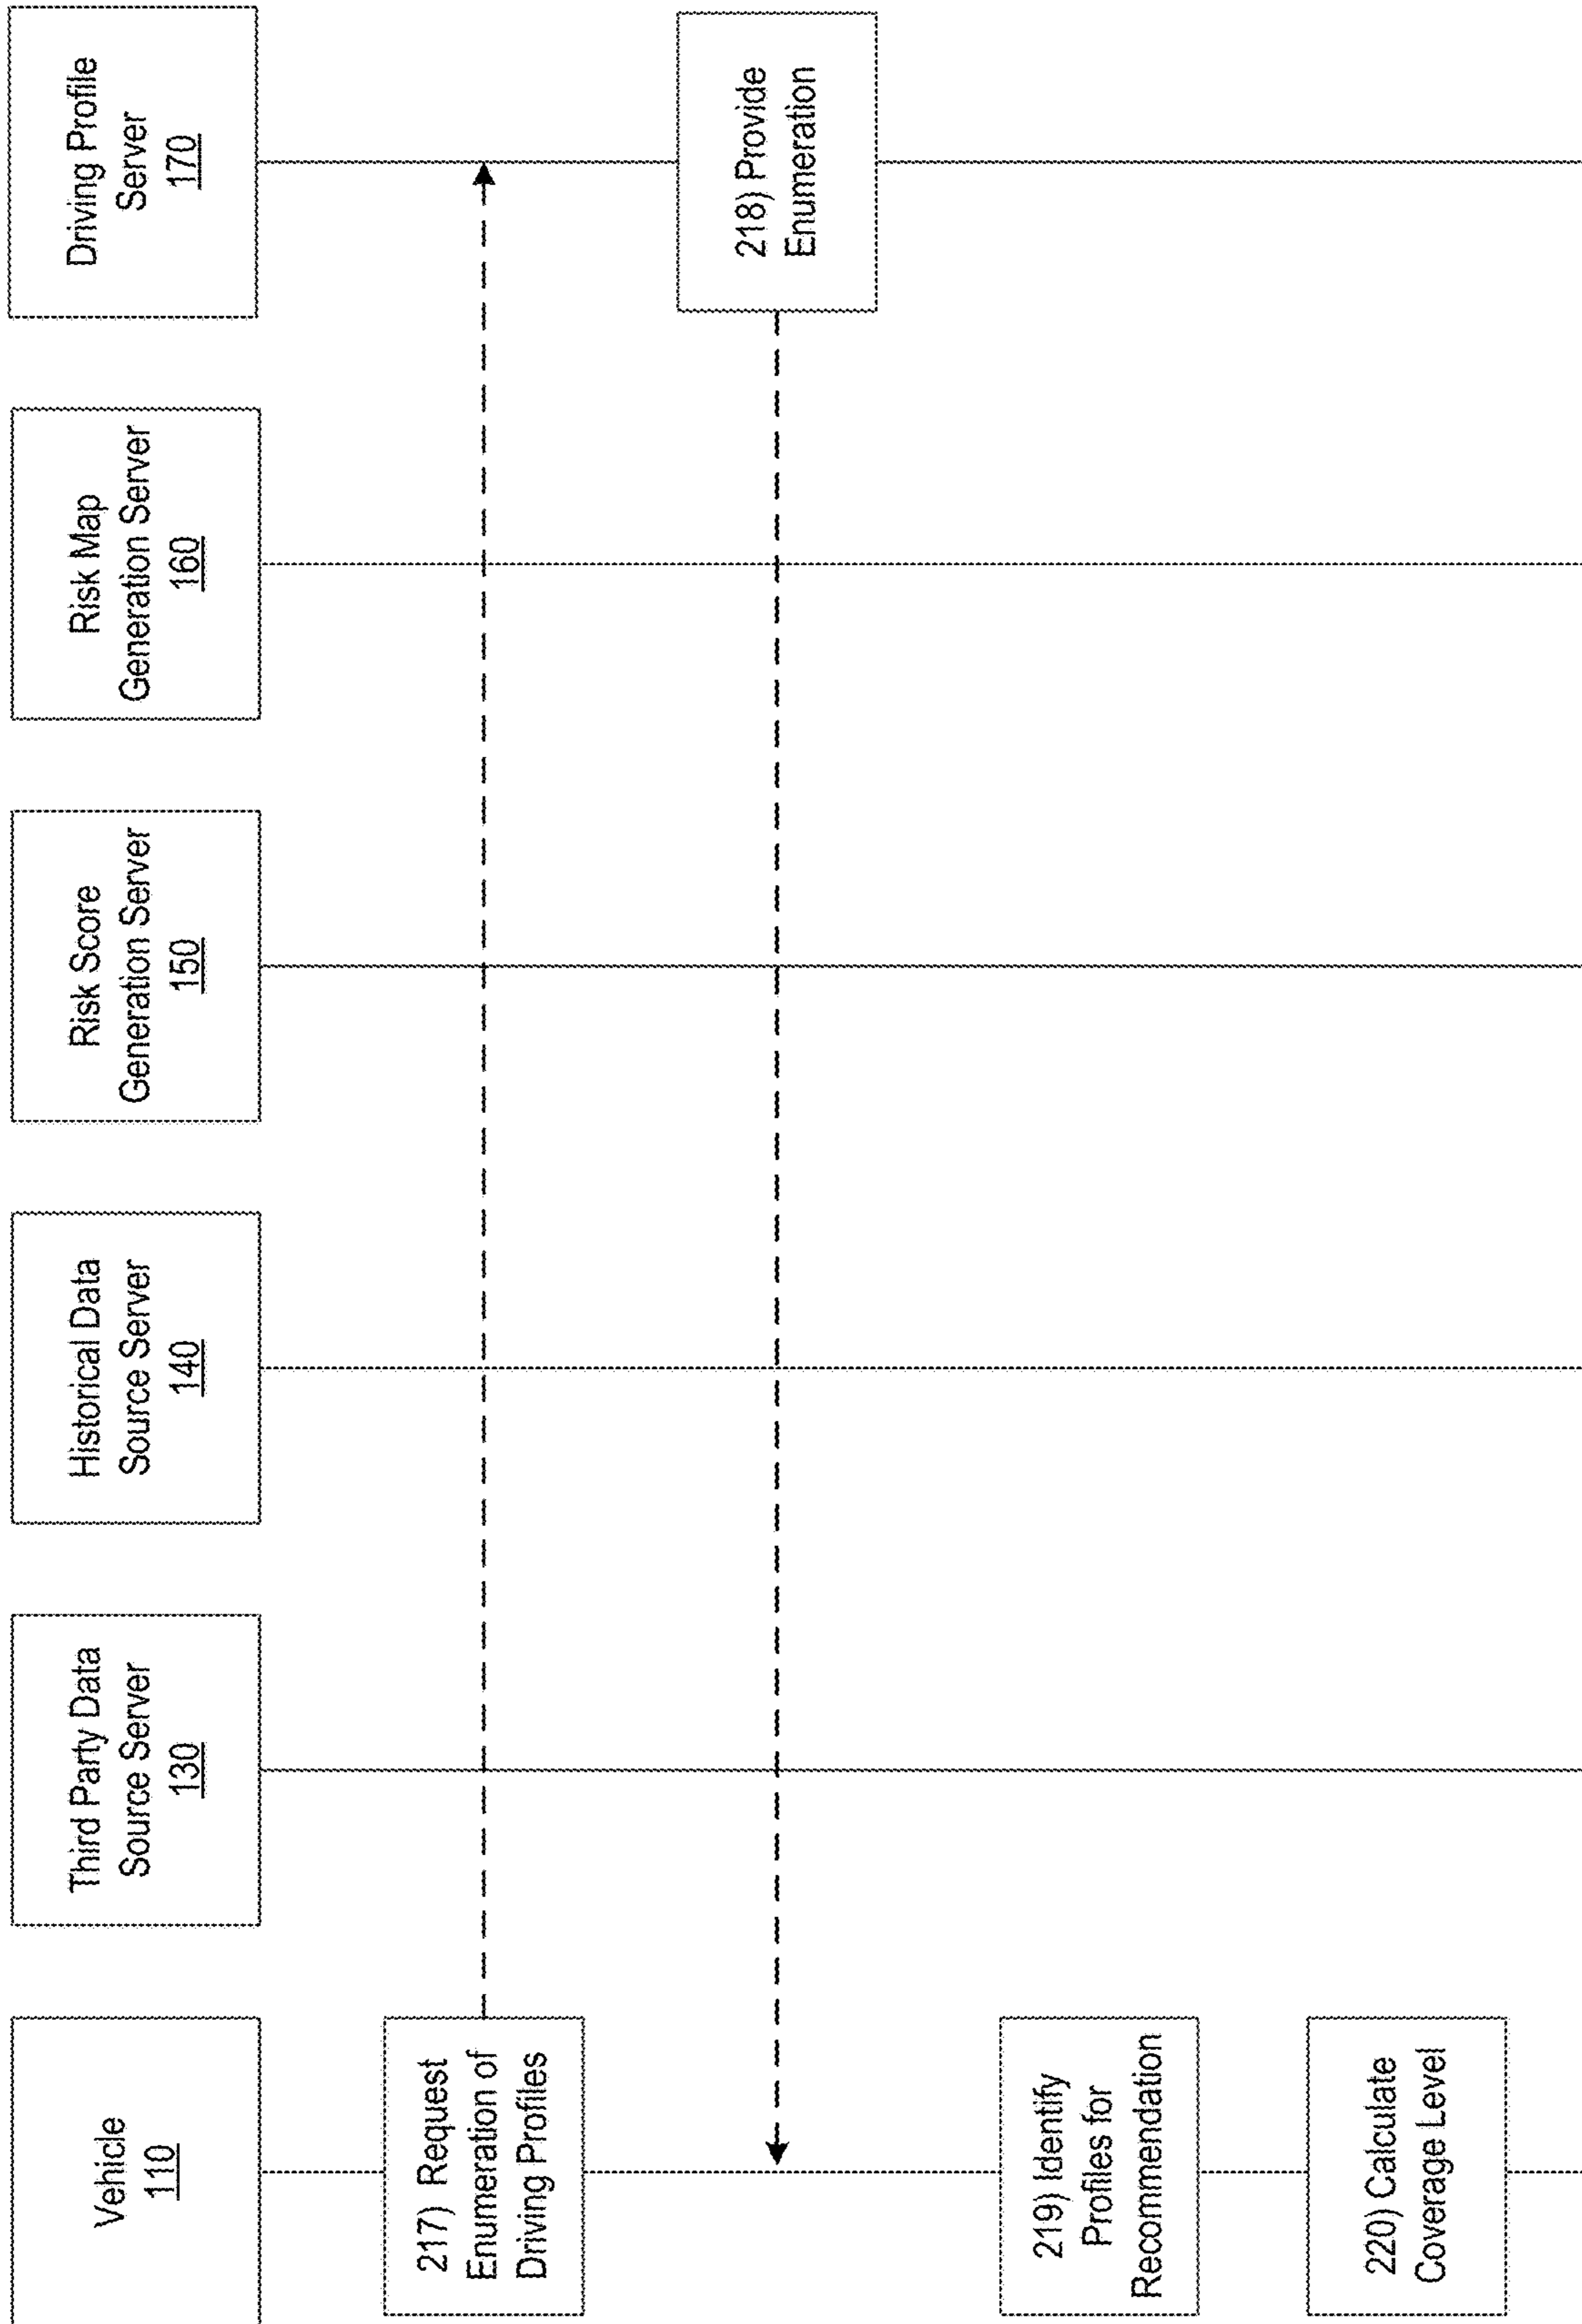 Vehicle
110
Third Party Data
Source Server
130
Historical Data
Source Server
140
Risk Score
Generation Server
150
Risk Map
Generation Server
160
Driving Profile
Server
170
217) Request
Enumeration of
Driving Profiles
218) Provide
Enumeration
219) Identify
Profiles for
Recommendation
220) Calculate
Coverage Level